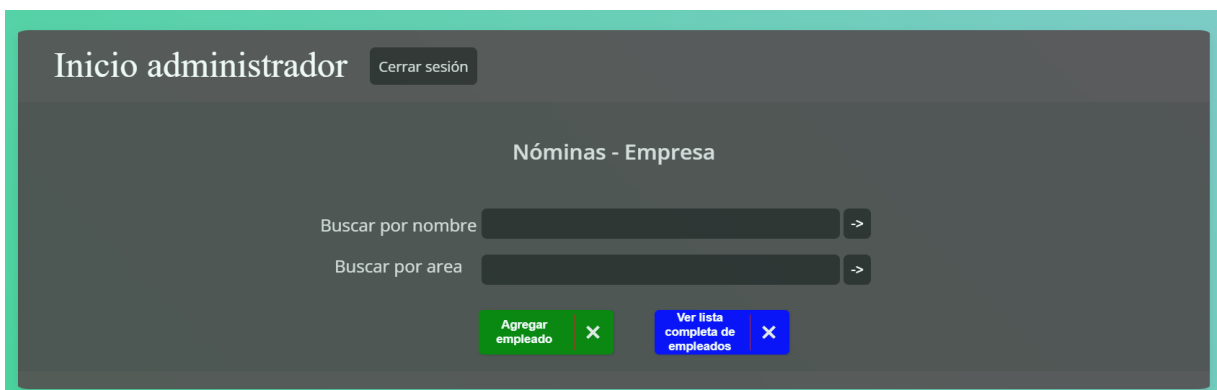 Inicio administrador Cerrar sesión
Nóminas - Empresa
Buscar por nombre ->
Buscar por area ->
Agregar
empleado ✕
Ver lista
completa de
empleados ✕